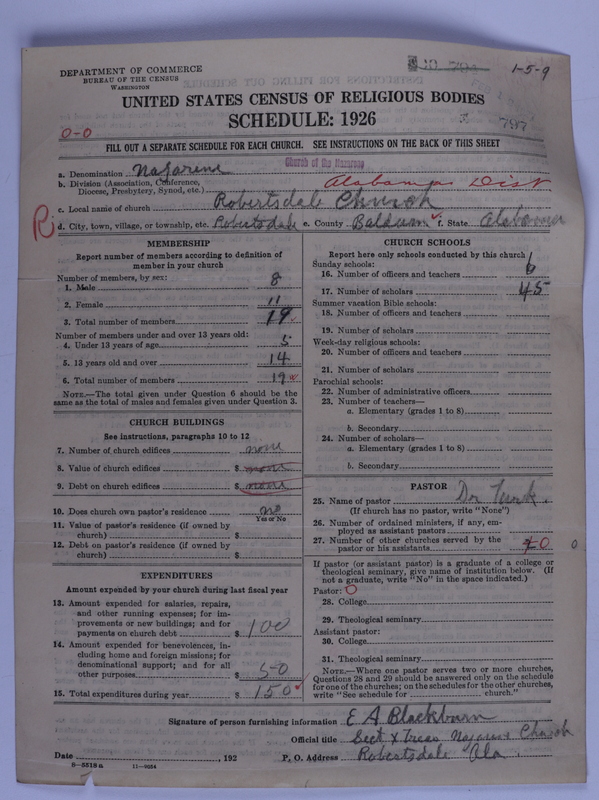 DEPARTMENT OF COMMERCE
BUREAU OF THE CENSUS
WASHINGTON
1-5-9
UNITED STATES CENSUS OF RELIGIOUS BODIES
SCHEDULE: 1926
797
0-0
FILL OUT A SEPARATE SCHEDULE FOR EACH CHURCH. SEE INSTRUCTIONS ON THE BACK OF THIS SHEET
Church of the Nazarene
a. Denomination Nazarene
b. Division (Association, Conference, Diocese, Presbytery, Synod, etc.) Alabama Dist
c. Local name of church Robertsdale Church
R
d. City, town, village, or township, etc. Robertsdale e. County Baldwin f. State Alabama
MEMBERSHIP
Report number of members according to definition of
member in your church
Number of members, by sex:
1. Male 8
2. Female 11
3. Total number of members 19
Number of members under and over 13 years old:
4. Under 13 years of age 5
5. 13 years old and over 14
6. Total number of members 19
NOTE.—The total given under Question 6 should be
same as the total of males and females given under Question 3.
CHURCH BUILDINGS
See instructions, paragraphs 10 to 12
7. Number of church edifices none
8. Value of church edifices $ none
9. Debt on church edifices $ none
10. Does church own pastor's residence no
Yes or No
11. Value of pastor's residence (if owned by
church) $
12. Debt on pastor's residence (if owned by
church) $
EXPENDITURES
Amount expended by your church during last fiscal year
13. Amount expended for salaries, repairs,
and other running expenses; for im-
provements or new buildings; and for
payments on church debt $ 100
14. Amount expended for benevolences, in-
cluding home and foreign missions; for
denominational support; and for all
other purposes $ 50
15. Total expenditures during year $ 150
CHURCH SCHOOLS
Report here only schools conducted by this church
Sunday schools:
16. Number of officers and teachers 6
17. Number of scholars 45
Summer vacation Bible schools:
18. Number of officers and teachers
19. Number of scholars
Week-day religious schools:
20. Number of officers and teachers
21. Number of scholars
Parochial schools:
22. Number of administrative officers
23. Number of teachers—
a. Elementary (grades 1 to 8)
b. Secondary
24. Number of scholars—
a. Elementary (grades 1 to 8)
b. Secondary
PASTOR
25. Name of pastor Dr Turk.
(If church has no pastor, write "None")
26. Number of ordained ministers, if any, em-
ployed as assistant pastors
27. Number of other churches served by the
pastor or his assistants 0 0
If pastor (or assistant pastor) is a graduate of a college or
theological seminary, give name of institution below. (If
not a graduate, write "No" in the space indicated.)
Pastor: O
28. College
29. Theological seminary
Assistant pastor:
30. College
31. Theological seminary
NOTE.—Where one pastor serves two or more churches,
Questions 28 and 29 should be answered only on the schedule
for one of the churches; on the schedules for the other churches,
write "See schedule for church."
Signature of person furnishing information E A Blackburn
Official title Sect & Treas Nazarene Church
Date , 192 P. O. Address Robertsdale Ala
8-5518a 11-9054